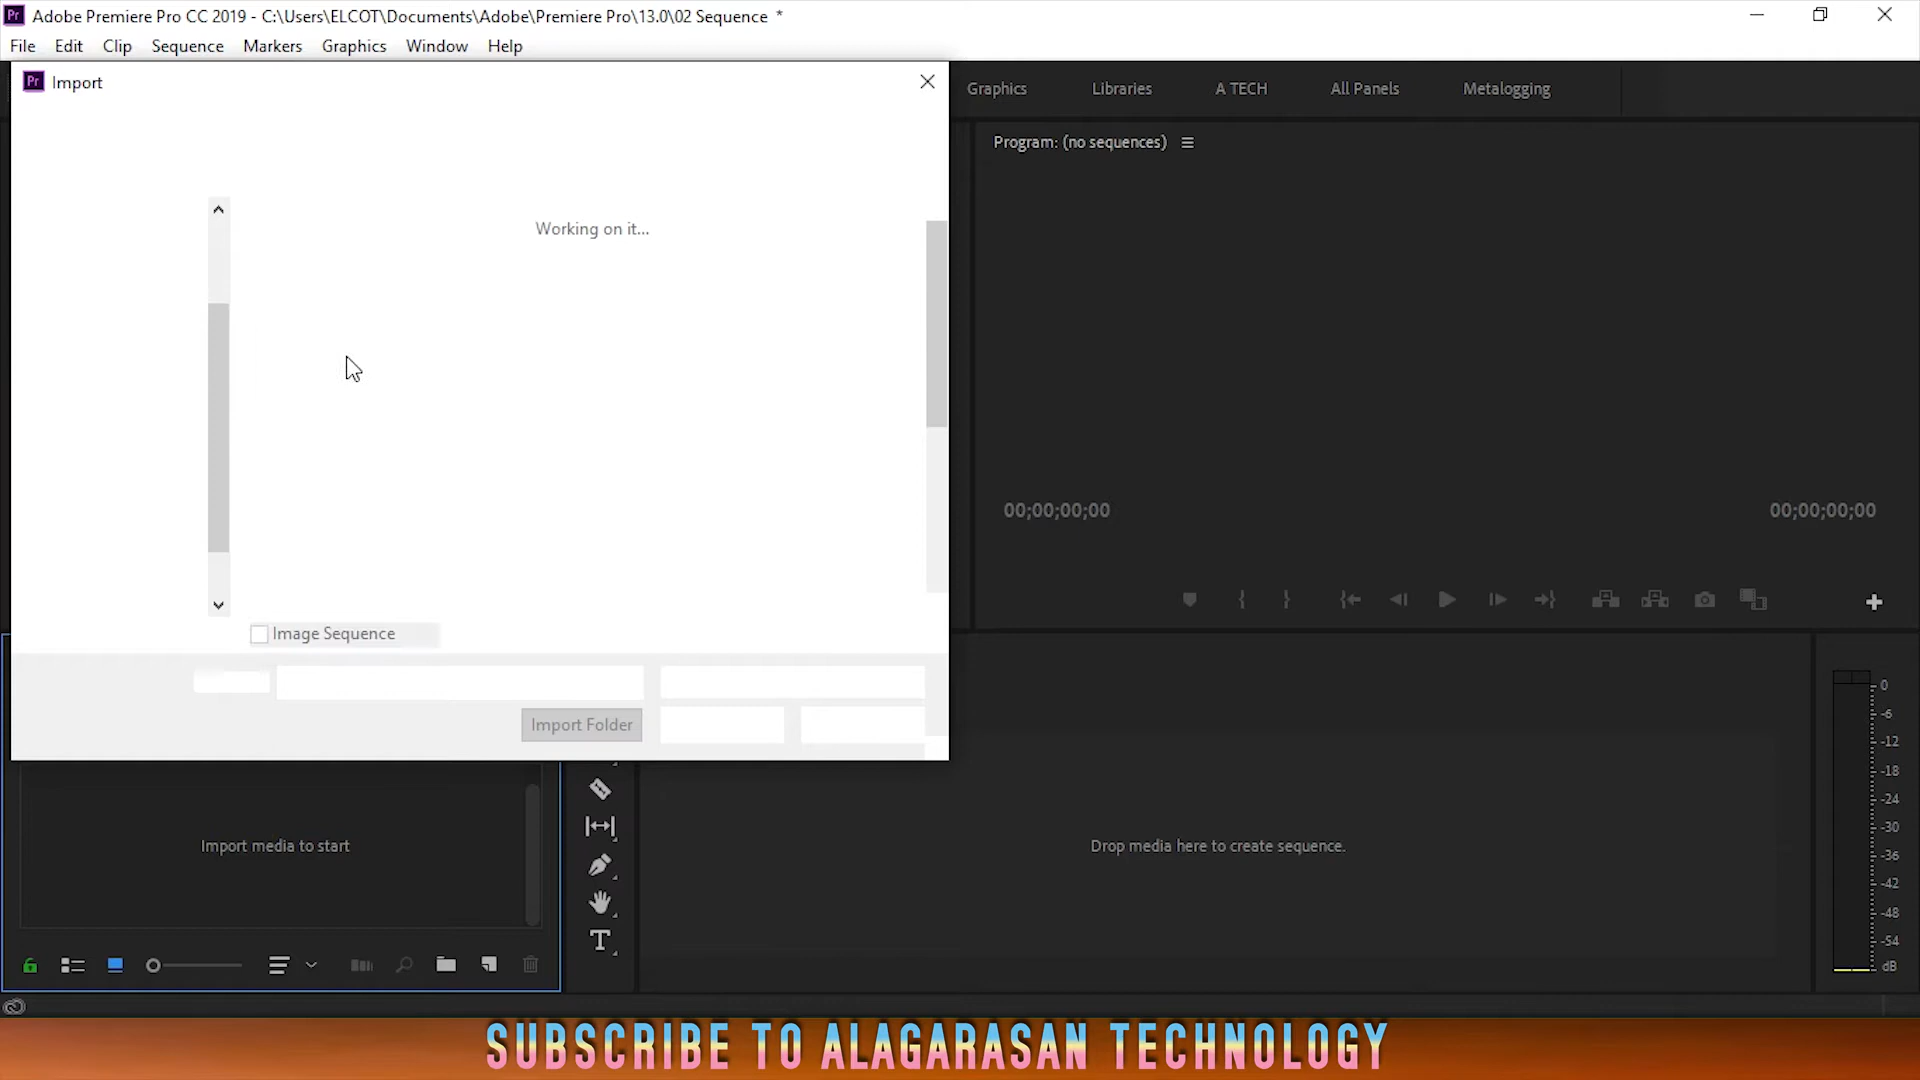 Adobe Premiere Pro CC 2019 - C:\Users\ELCOT\Documents\Adobe\Premiere Pro\13.0\02 Sequence *
File Edit Clip Sequence Markers Graphics Window Help
Pr Import
Graphics Libraries A TECH All Panels Metalogging
Program: (no sequences)
Working on it...
00;00;00;00 00;00;00;00
Image Sequence
Import Folder
Import media to start
Drop media here to create sequence.
0
-6
-12
-18
-24
-30
-36
-42
-48
-54
dB
SUBSCRIBE TO ALAGARASAN TECHNOLOGY